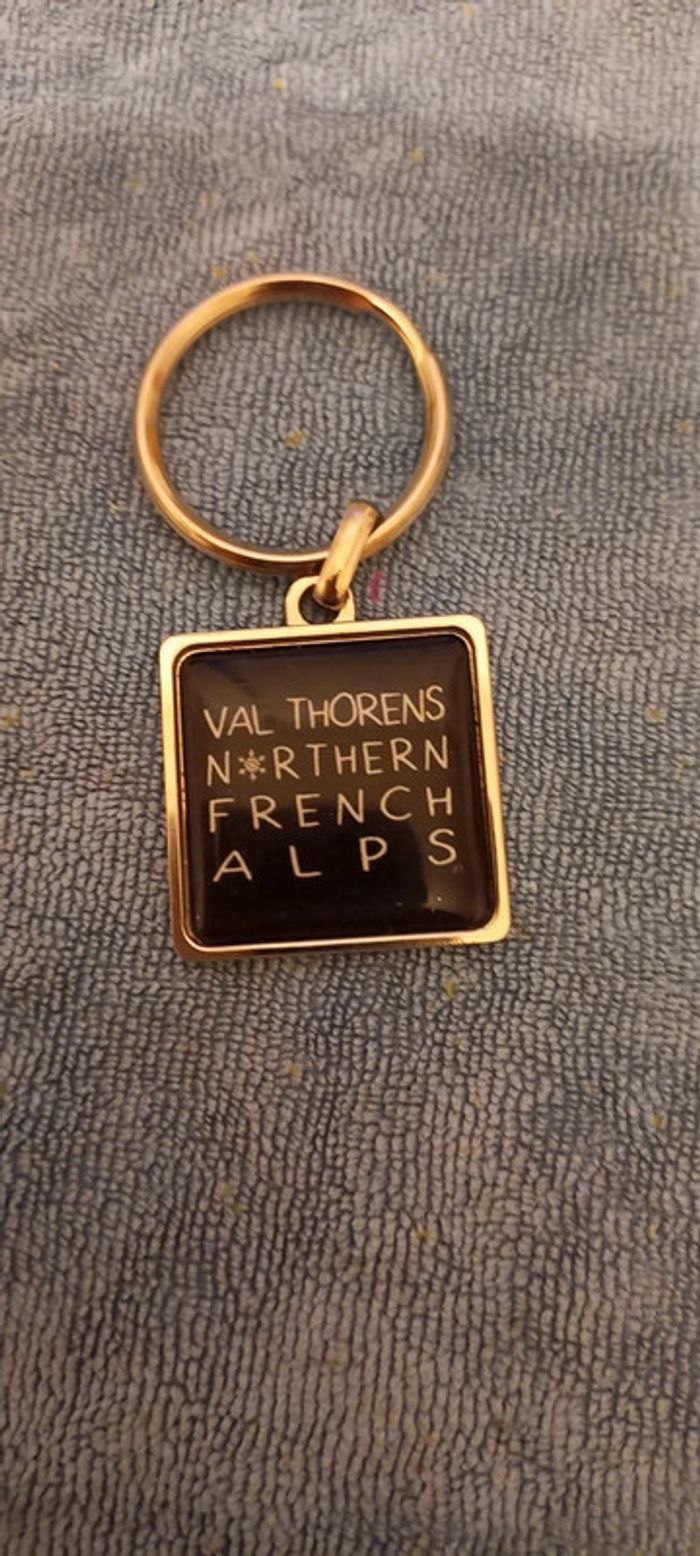 VAL THORENS
N*RTHERN
FRENCH
ALPS